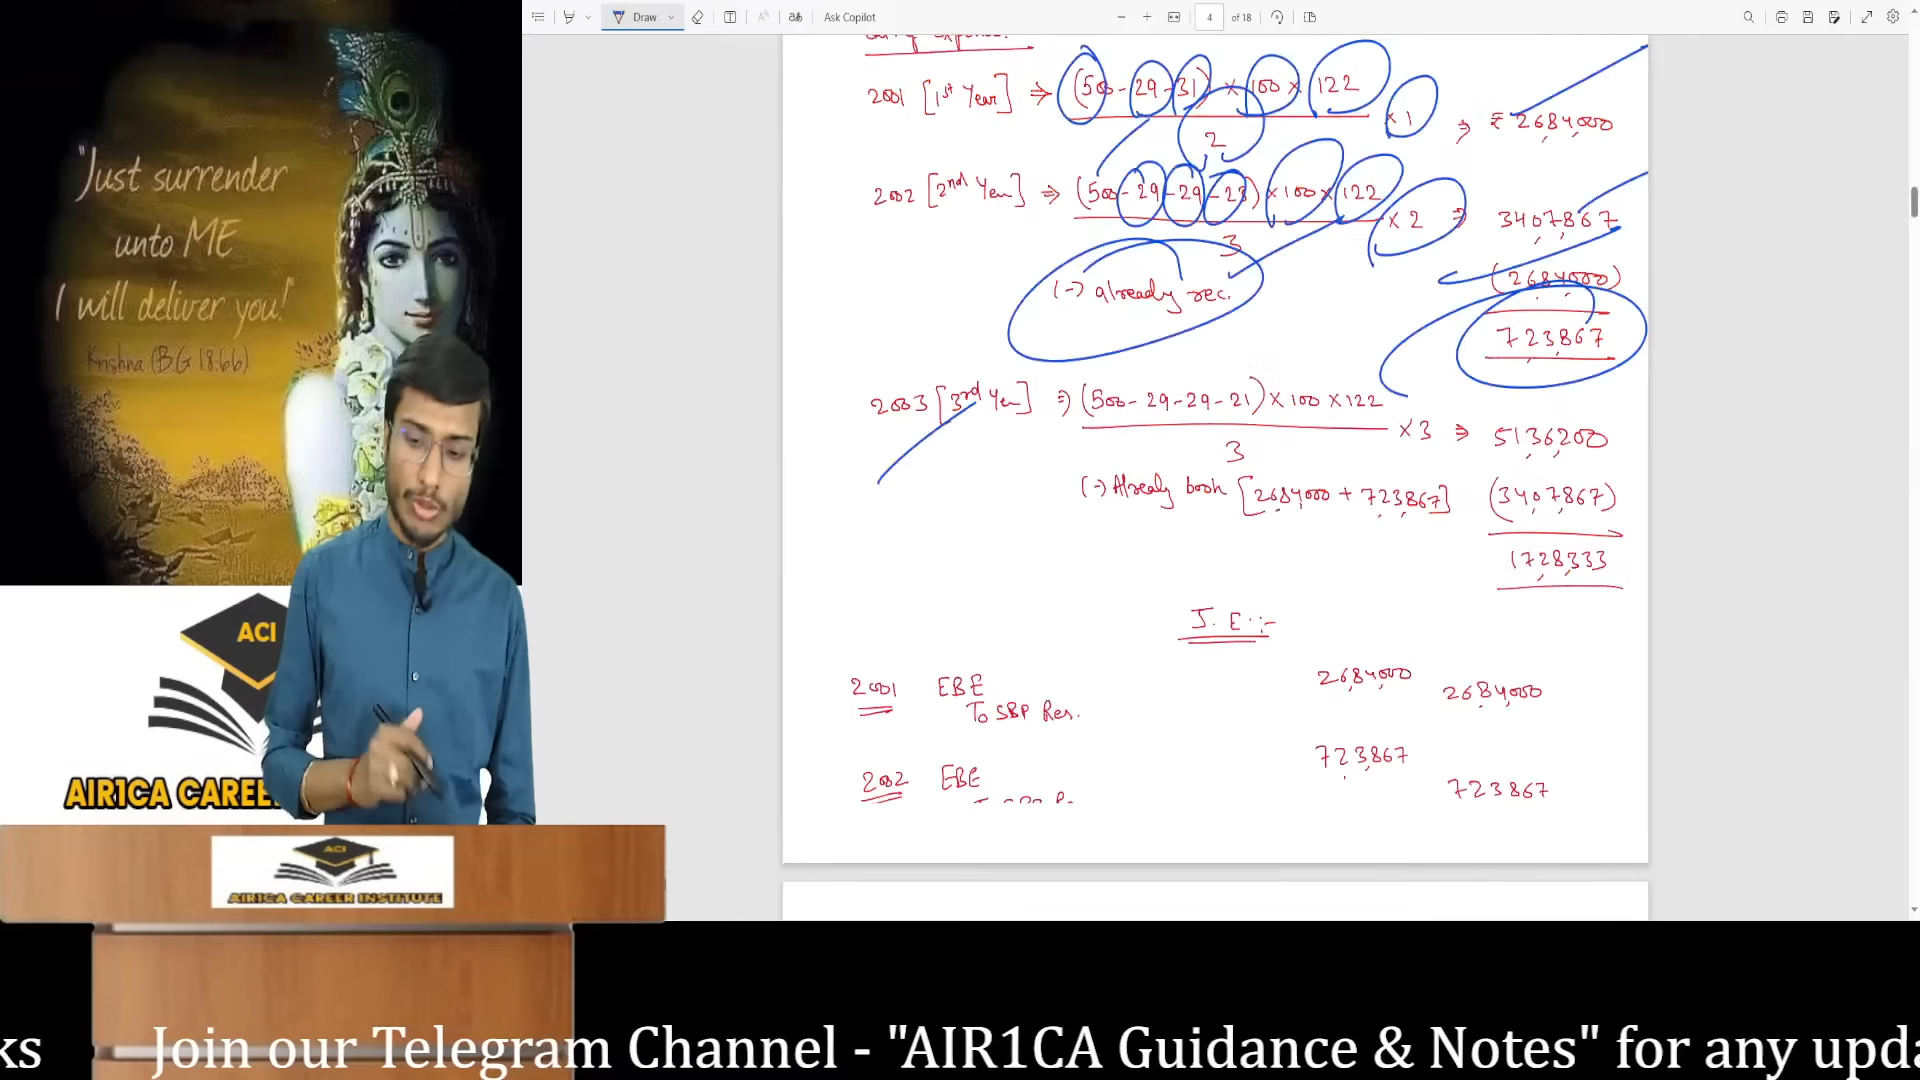 Draw
Ask Copilot
4
of 18
"Just surrender
unto ME
I will deliver you!"
Krishna (B.G 18:66)
2001 [1st Year] ⇒ (500-29-31) × 100 × 122
2
× 1
⇒ ₹ 2684000
2002 [2nd Year] ⇒ (500-29-29-23) × 100 × 122
3
× 2 ⇒
3407867
(-) already rec.
(2684000)
723867
2003 [3rd Year] ⇒ (500-29-29-21) × 100 × 122
3
× 3 ⇒ 5136200
(-) Already book [2684000 + 723867]
(3407867)
1728333
J.E :-
2001 EBE 2684000
To SBP Res. 2684000
2002 EBE 723867
723867
ACI
AIR1CA CAREE
ACI
AIR1CA CAREER INSTITUTE
ks Join our Telegram Channel - "AIR1CA Guidance & Notes" for any upda